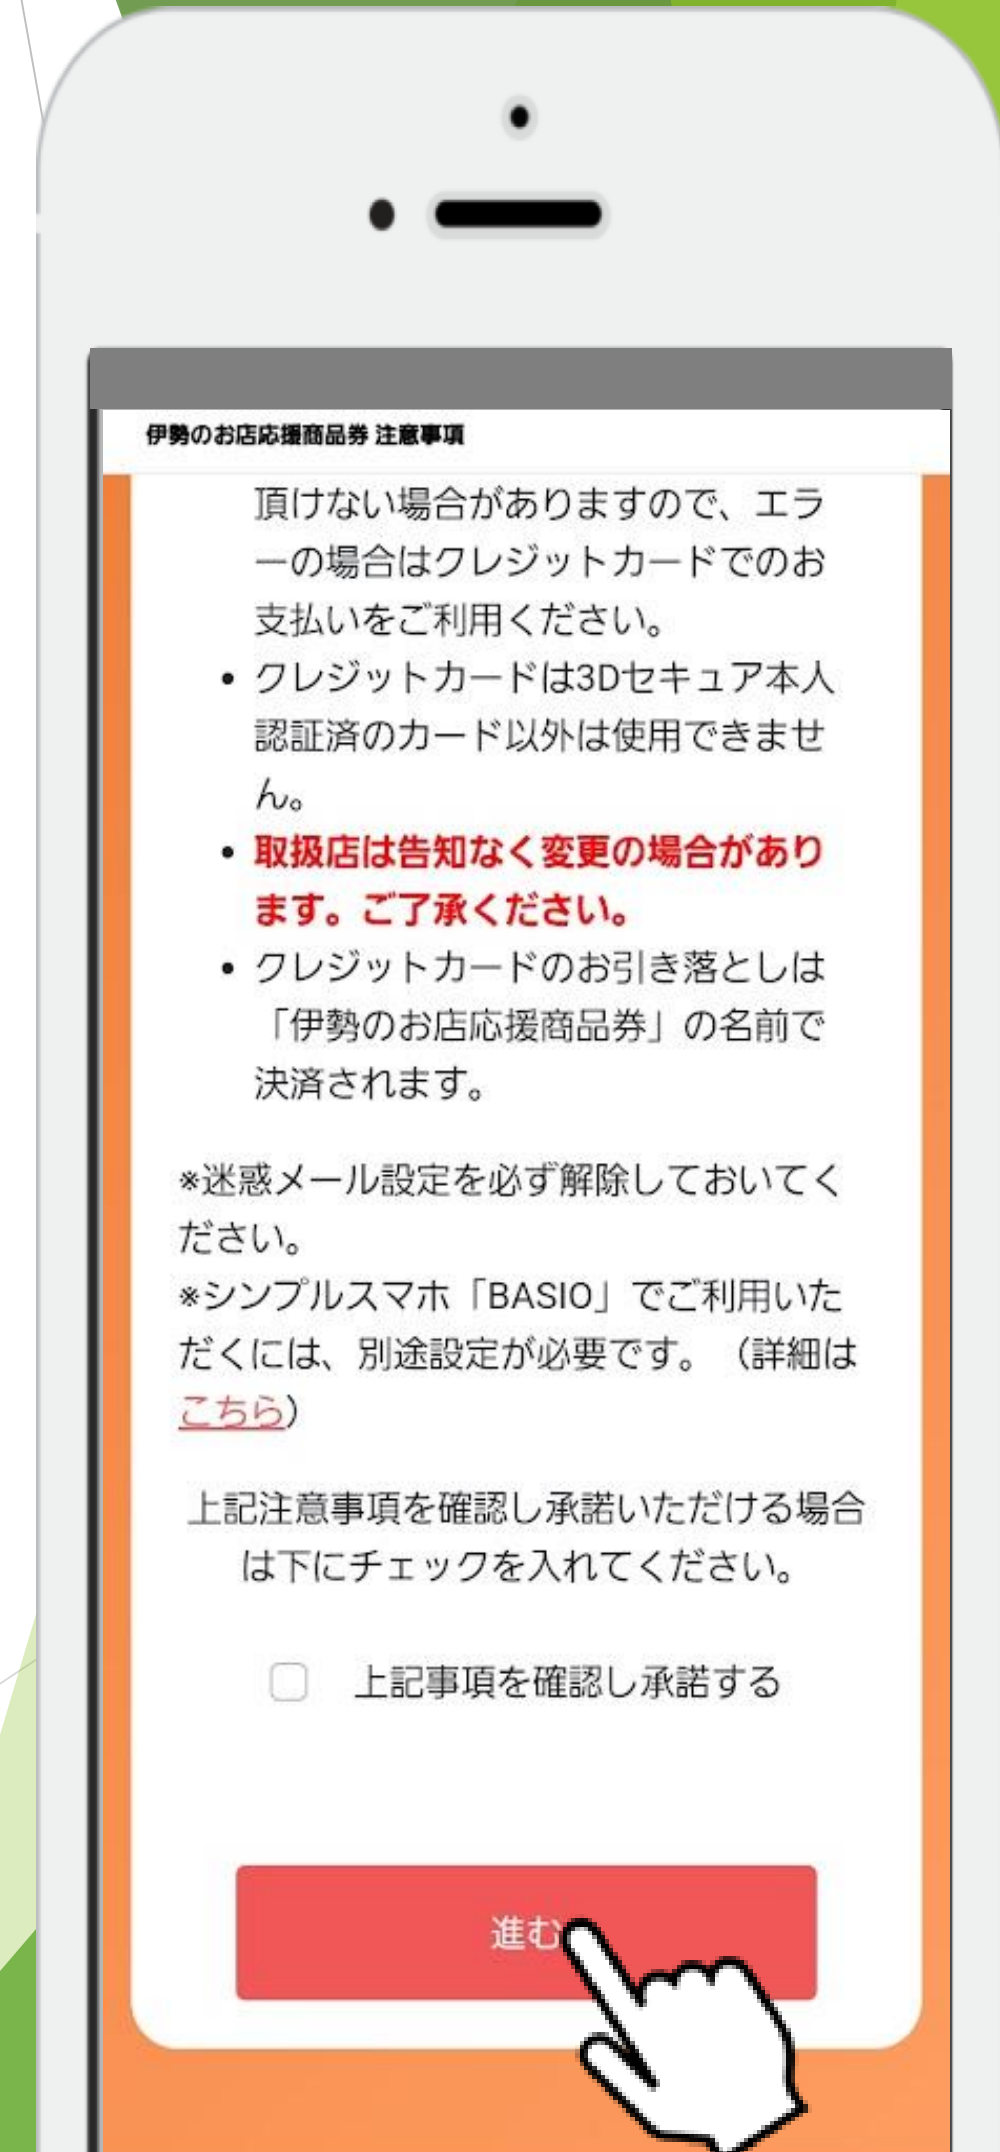 伊勢のお店応援商品券 注意事項
頂けない場合がありますので、エラ
ーの場合はクレジットカードでのお
支払いをご利用ください。
• クレジットカードは3Dセキュア本人
認証済のカード以外は使用できませ
ん。
• 取扱店は告知なく変更の場合があり
ます。ご了承ください。
• クレジットカードのお引き落としは
「伊勢のお店応援商品券」の名前で
決済されます。
※迷惑メール設定を必ず解除しておいてく
ださい。
※シンプルスマホ「BASIO」でご利用いた
だくには、別途設定が必要です。（詳細は
こちら）
上記注意事項を確認し承諾いただける場合
は下にチェックを入れてください。
上記事項を確認し承諾する
進む